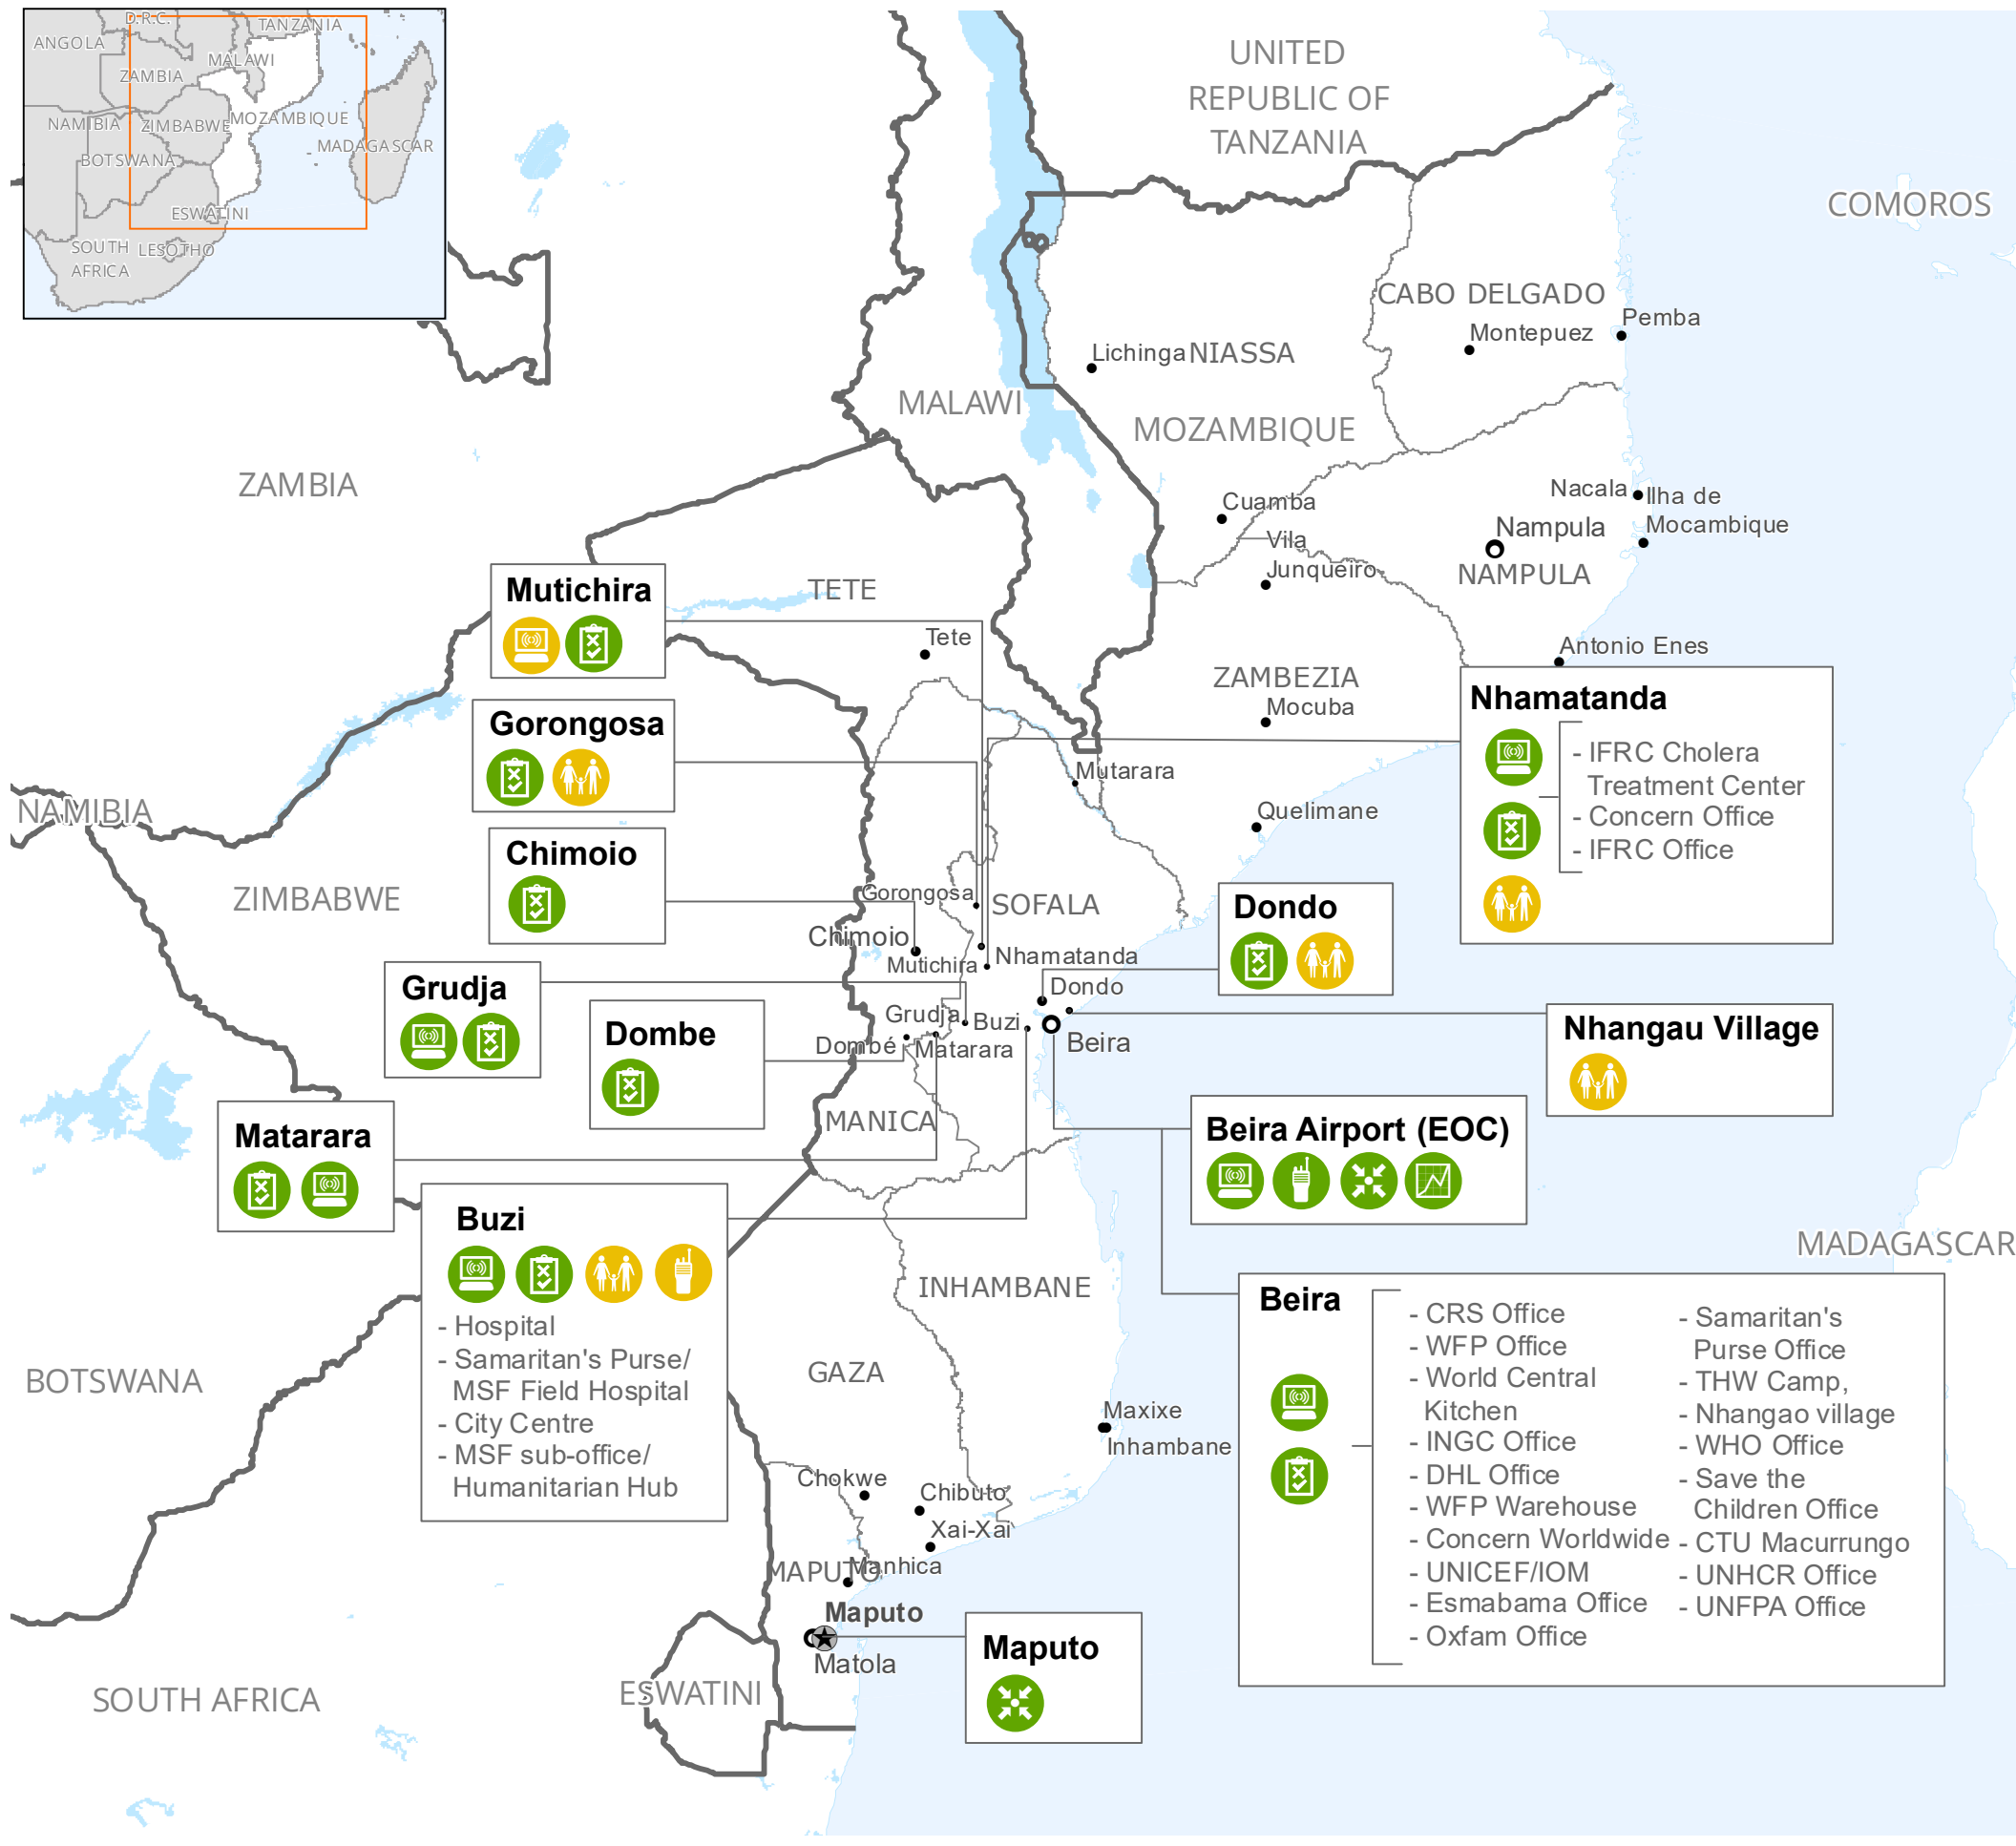 D.R.C.
TANZANIA
ANGOLA
MALAWI
ZAMBIA
NAMIBIA
ZIMBABWE
MOZAMBIQUE
MADAGASCAR
BOTSWANA
ESWATINI
SOUTH
AFRICA
LESOTHO
UNITED
REPUBLIC OF
TANZANIA
COMOROS
CABO DELGADO
Pemba
Montepuez
Lichinga
NIASSA
MALAWI
MOZAMBIQUE
ZAMBIA
Nacala
Ilha de
Mocambique
Cuamba
Nampula
Vila
Junqueiro
NAMPULA
Mutichira
TETE
Tete
Antonio Enes
ZAMBEZIA
Mocuba
Nhamatanda
- IFRC Cholera
Treatment Center
- Concern Office
- IFRC Office
Gorongosa
Mutarara
NAMIBIA
Quelimane
Chimoio
ZIMBABWE
Gorongosa
SOFALA
Dondo
Chimoio
Mutichira
Nhamatanda
Grudja
Dondo
Dombe
Grudja
Buzi
Dombé
Matarara
Beira
Nhangau Village
MANICA
Matarara
Beira Airport (EOC)
Buzi
- Hospital
- Samaritan's Purse/
MSF Field Hospital
- City Centre
- MSF sub-office/
Humanitarian Hub
MADAGASCAR
INHAMBANE
Beira
- CRS Office
- WFP Office
- World Central
Kitchen
- INGC Office
- DHL Office
- WFP Warehouse
- Concern Worldwide
- UNICEF/IOM
- Esmabama Office
- Oxfam Office
- Samaritan's
Purse Office
- THW Camp,
- Nhangao village
- WHO Office
- Save the
Children Office
- CTU Macurrungo
- UNHCR Office
- UNFPA Office
BOTSWANA
GAZA
Maxixe
Inhambane
Chokwe
Chibuto
Xai-Xai
MAPUTO
Manhica
Maputo
Matola
Maputo
ESWATINI
SOUTH AFRICA